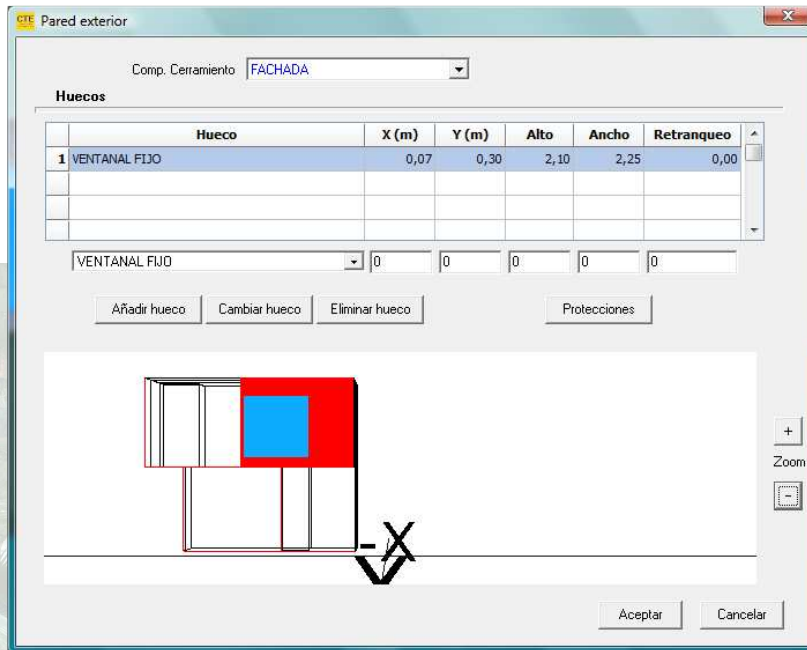 CTE Pared exterior
Comp. Cerramiento FACHADA
Huecos
Hueco X (m) Y (m) Alto Ancho Retranqueo
1 VENTANAL FIJO 0,07 0,30 2,10 2,25 0,00
VENTANAL FIJO 0 0 0 0 0
Añadir hueco Cambiar hueco Eliminar hueco Protecciones
+
Zoom
-
-X
Aceptar Cancelar